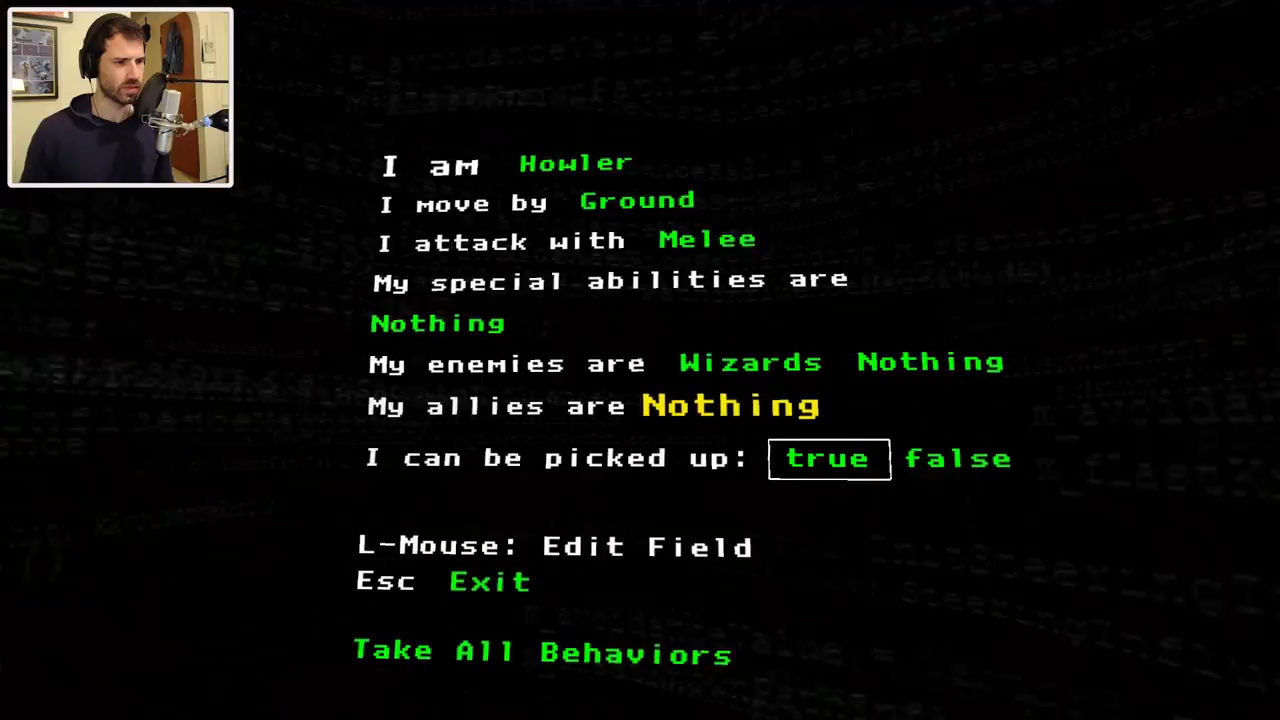 I am Howler
I move by Ground
I attack with Melee
My special abilities are
Nothing
My enemies are Wizards Nothing
My allies are Nothing
I can be picked up: true false
L-Mouse: Edit Field
Esc Exit
Take All Behaviors